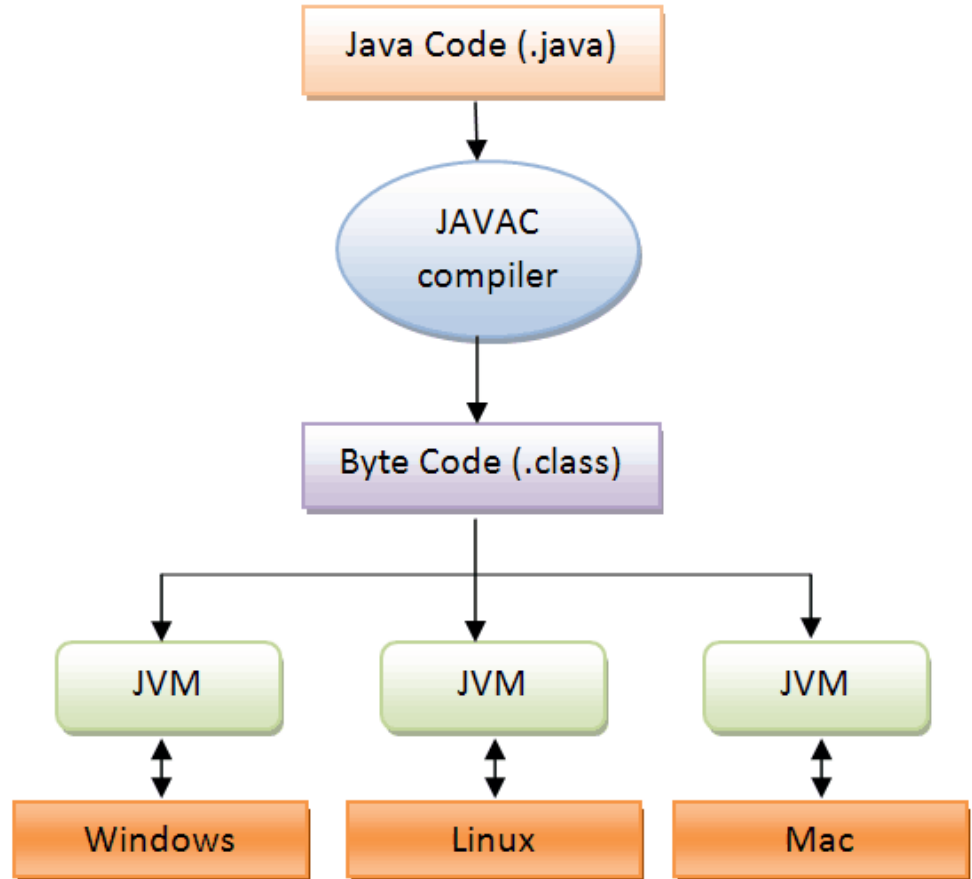 Java Code (.java)
JAVAC
compiler
Byte Code (.class)
JVM
JVM
JVM
Windows
Linux
Mac